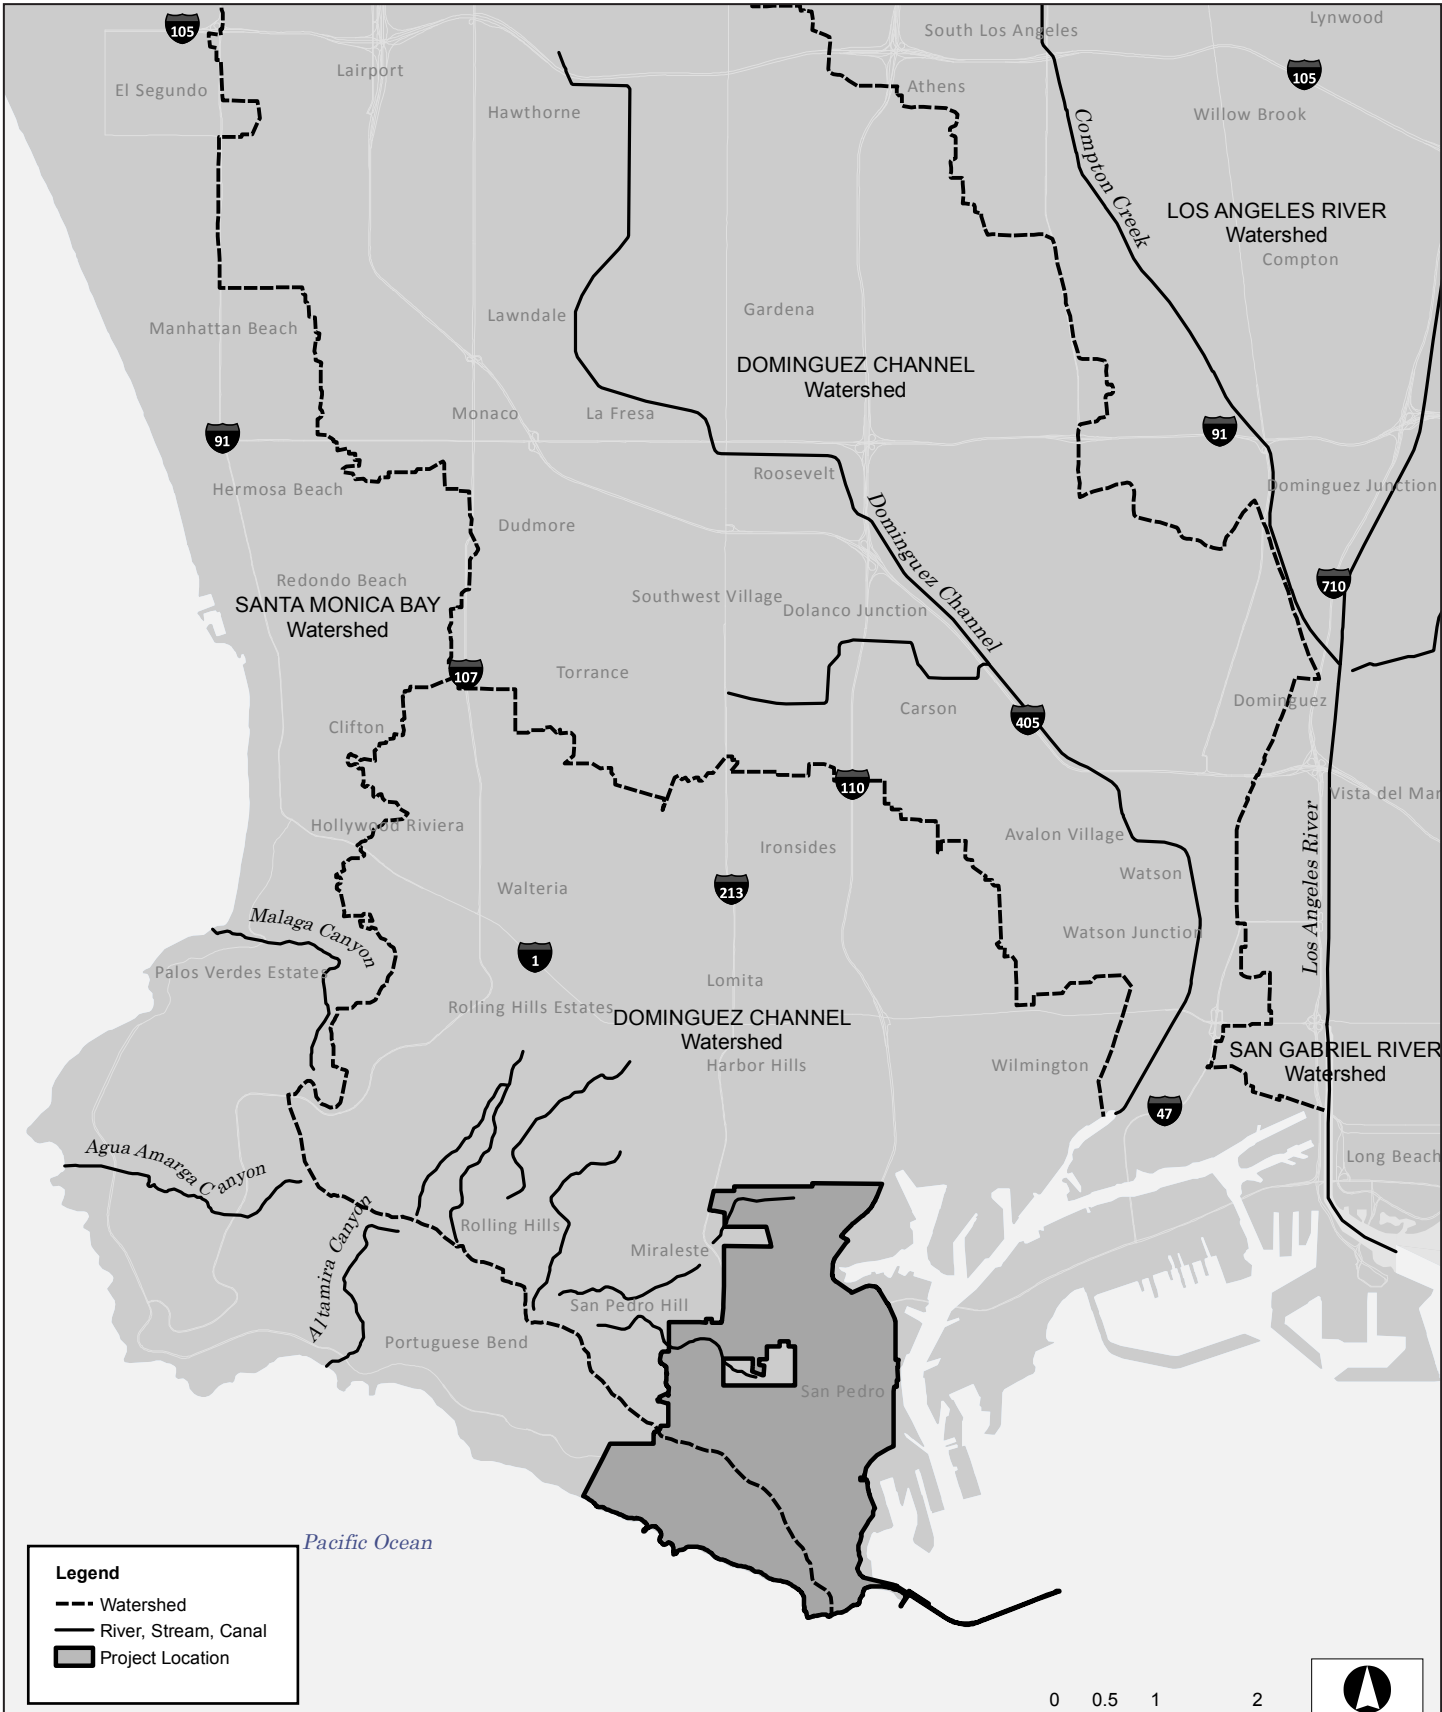 105
Lairport
El Segundo
Hawthorne
South Los Angeles
Lynwood
Athens
105
Willow Brook
Compton Creek
LOS ANGELES RIVER
Watershed
Compton
Manhattan Beach
Lawndale
Gardena
DOMINGUEZ CHANNEL
Watershed
Monaco
La Fresa
91
91
Roosevelt
Hermosa Beach
Dominguez Junction
Dudmore
Dominguez Channel
Redondo Beach
SANTA MONICA BAY
Watershed
Southwest Village
Dolanco Junction
710
107
Torrance
Carson
Dominguez
405
Clifton
110
Vista del Mar
Hollywood Riviera
Ironsides
Avalon Village
Walteria
213
Watson
Los Angeles River
Malaga Canyon
Watson Junction
1
Palos Verdes Estates
Lomita
Rolling Hills Estates
DOMINGUEZ CHANNEL
Watershed
Harbor Hills
Wilmington
SAN GABRIEL RIVER
Watershed
47
Agua Amarga Canyon
Long Beach
Altamira Canyon
Rolling Hills
Miraleste
San Pedro Hill
Portuguese Bend
San Pedro
Pacific Ocean
Legend
Watershed
River, Stream, Canal
Project Location
0 0.5 1 2